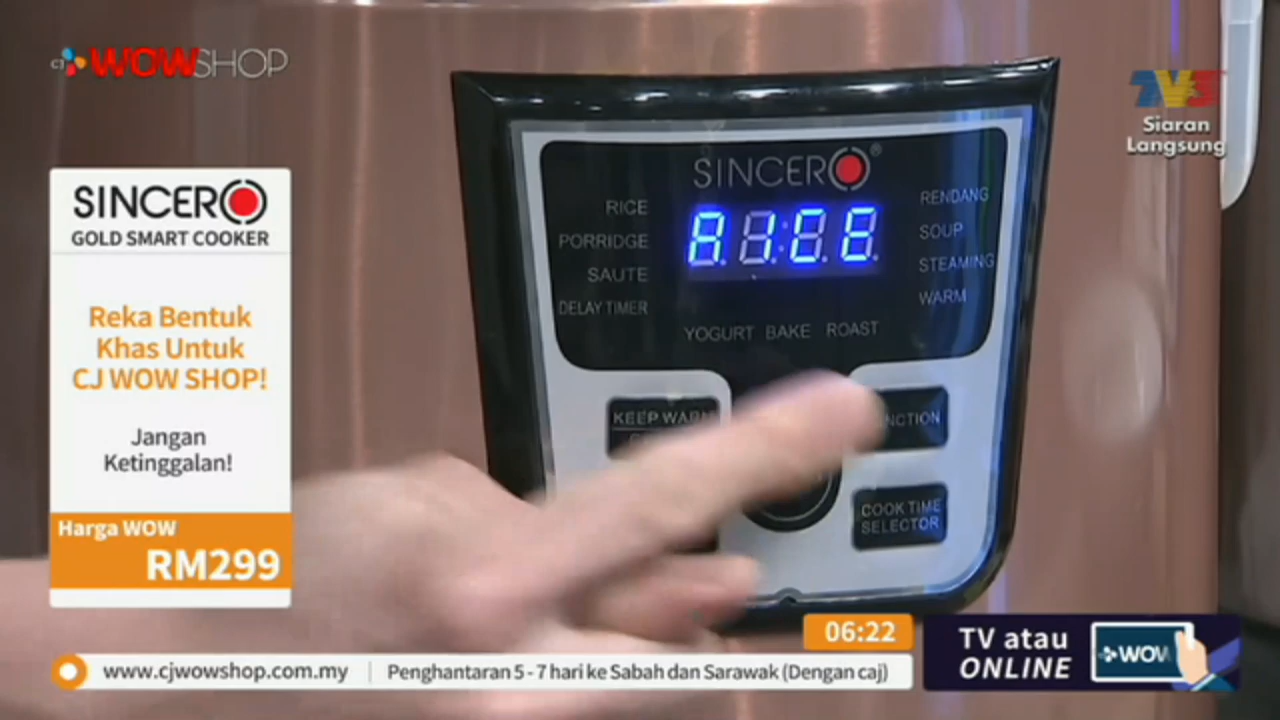 CJ WOWSHOP
TV3
Siaran
Langsung
SINCERO
GOLD SMART COOKER
Reka Bentuk
Khas Untuk
CJ WOW SHOP!
Jangan
Ketinggalan!
Harga WOW
RM299
SINCERO®
RICE
PORRIDGE
SAUTE
DELAY TIMER
RICE
RENDANG
SOUP
STEAMING
WARM
YOGURT BAKE ROAST
KEEP WARM
COOK TIME
SELECTOR
06:22
www.cjwowshop.com.my
Penghantaran 5 - 7 hari ke Sabah dan Sarawak (Dengan caj)
TV atau
ONLINE
WOW